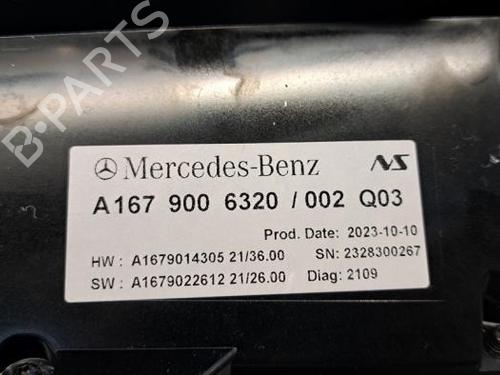 B-PARTS
Mercedes-Benz NS
A167 900 6320 / 002 Q03
Prod. Date: 2023-10-10
HW : A1679014305 21/36.00 SN: 2328300267
SW : A1679022612 21/26.00 Diag: 2109